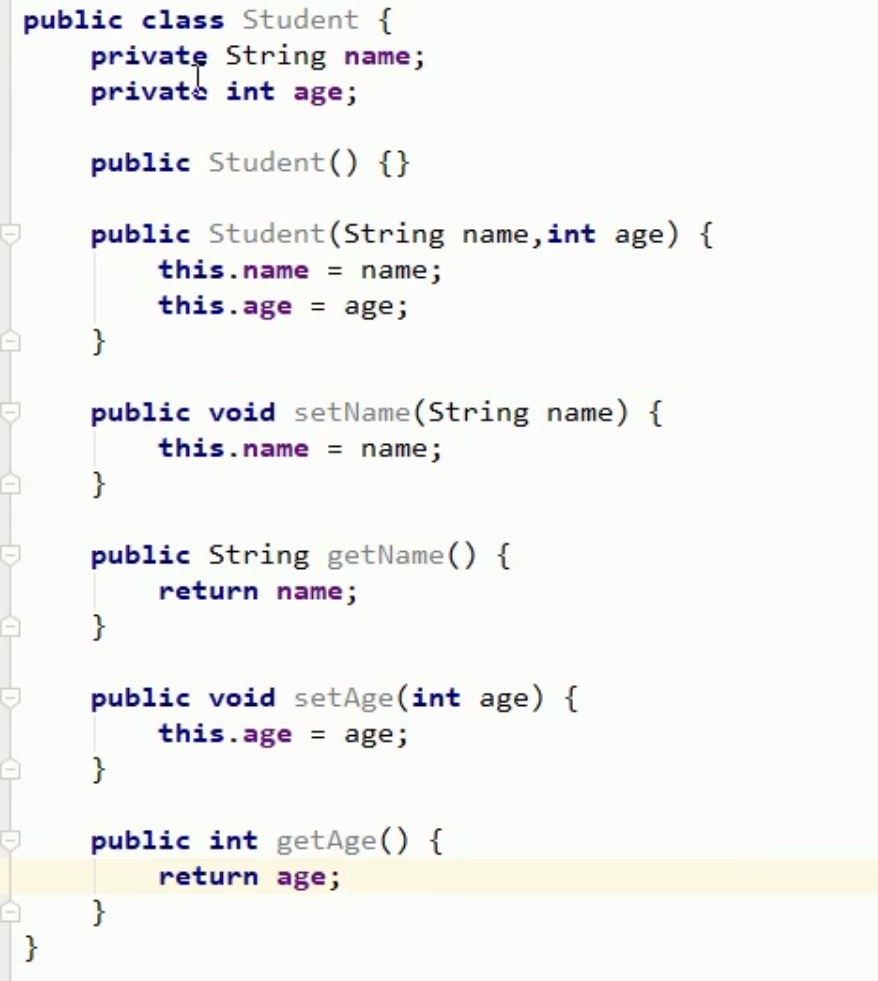 public class Student {
    private String name;
    private int age;

    public Student() {}

    public Student(String name,int age) {
        this.name = name;
        this.age = age;
    }

    public void setName(String name) {
        this.name = name;
    }

    public String getName() {
        return name;
    }

    public void setAge(int age) {
        this.age = age;
    }

    public int getAge() {
        return age;
    }
}